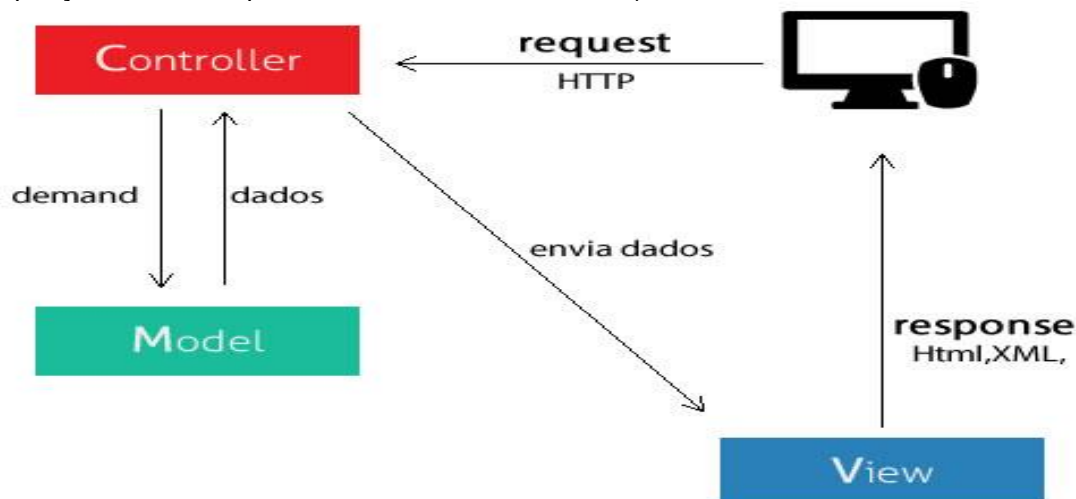 Controller
request
HTTP
demand
dados
envia dados
Model
response
Html,XML,
View